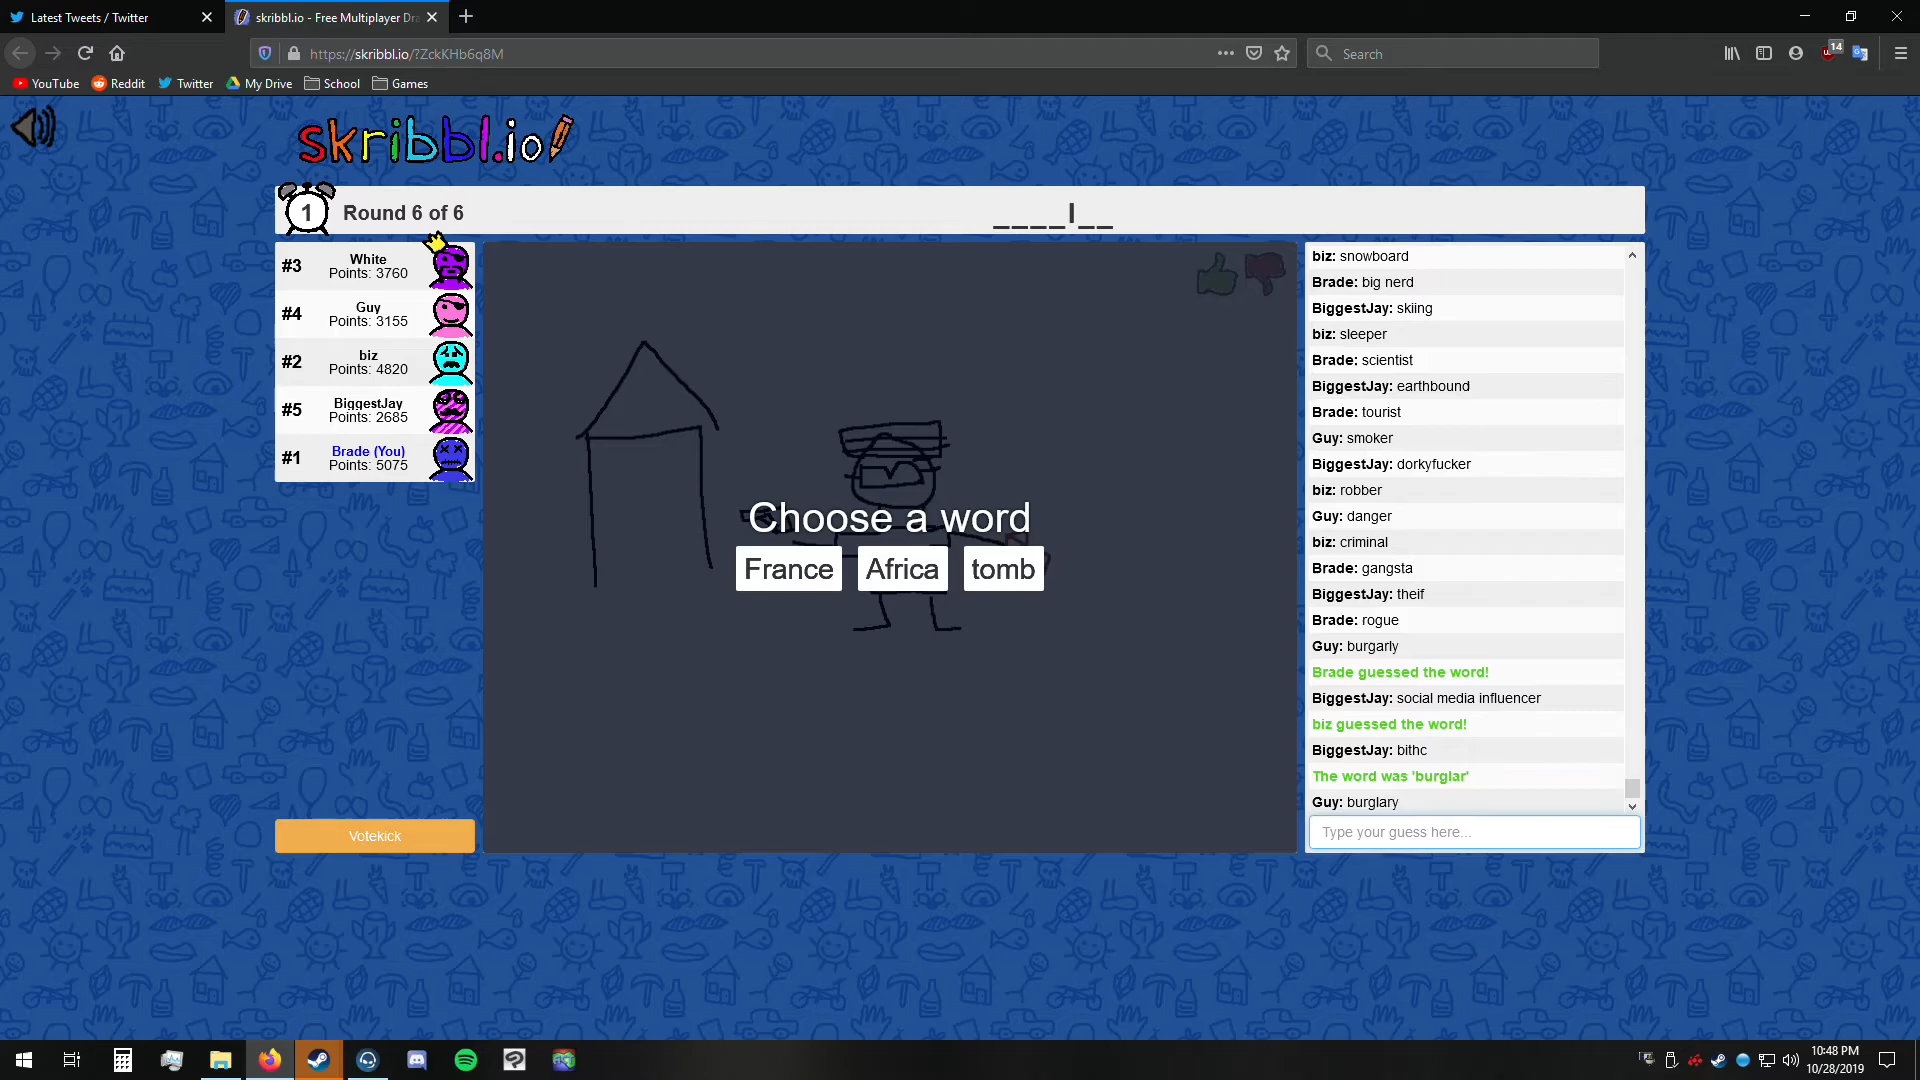 Latest Tweets / Twitter
skribbl.io - Free Multiplayer Dra
https://skribbl.io/?ZckKHb6q8M
Search
14
YouTube
Reddit
Twitter
My Drive
School
Games
skribbl.io
1
Round 6 of 6
____l__
#3
White
Points: 3760
#4
Guy
Points: 3155
#2
biz
Points: 4820
#5
BiggestJay
Points: 2685
#1
Brade (You)
Points: 5075
Votekick
Choose a word
France
Africa
tomb
biz: snowboard
Brade: big nerd
BiggestJay: skiing
biz: sleeper
Brade: scientist
BiggestJay: earthbound
Brade: tourist
Guy: smoker
BiggestJay: dorkyfucker
biz: robber
Guy: danger
biz: criminal
Brade: gangsta
BiggestJay: theif
Brade: rogue
Guy: burgarly
Brade guessed the word!
BiggestJay: social media influencer
biz guessed the word!
BiggestJay: bithc
The word was 'burglar'
Guy: burglary
Type your guess here...
10:48 PM
10/28/2019